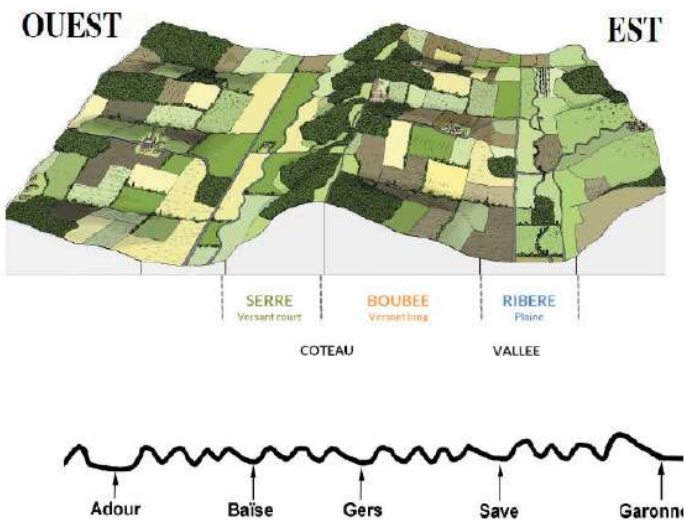 OUEST EST
SERRE BOUBEE RIBERE
Versant court Versant long Plaine
COTEAU VALLEE
Adour Baïse Gers Save Garonn